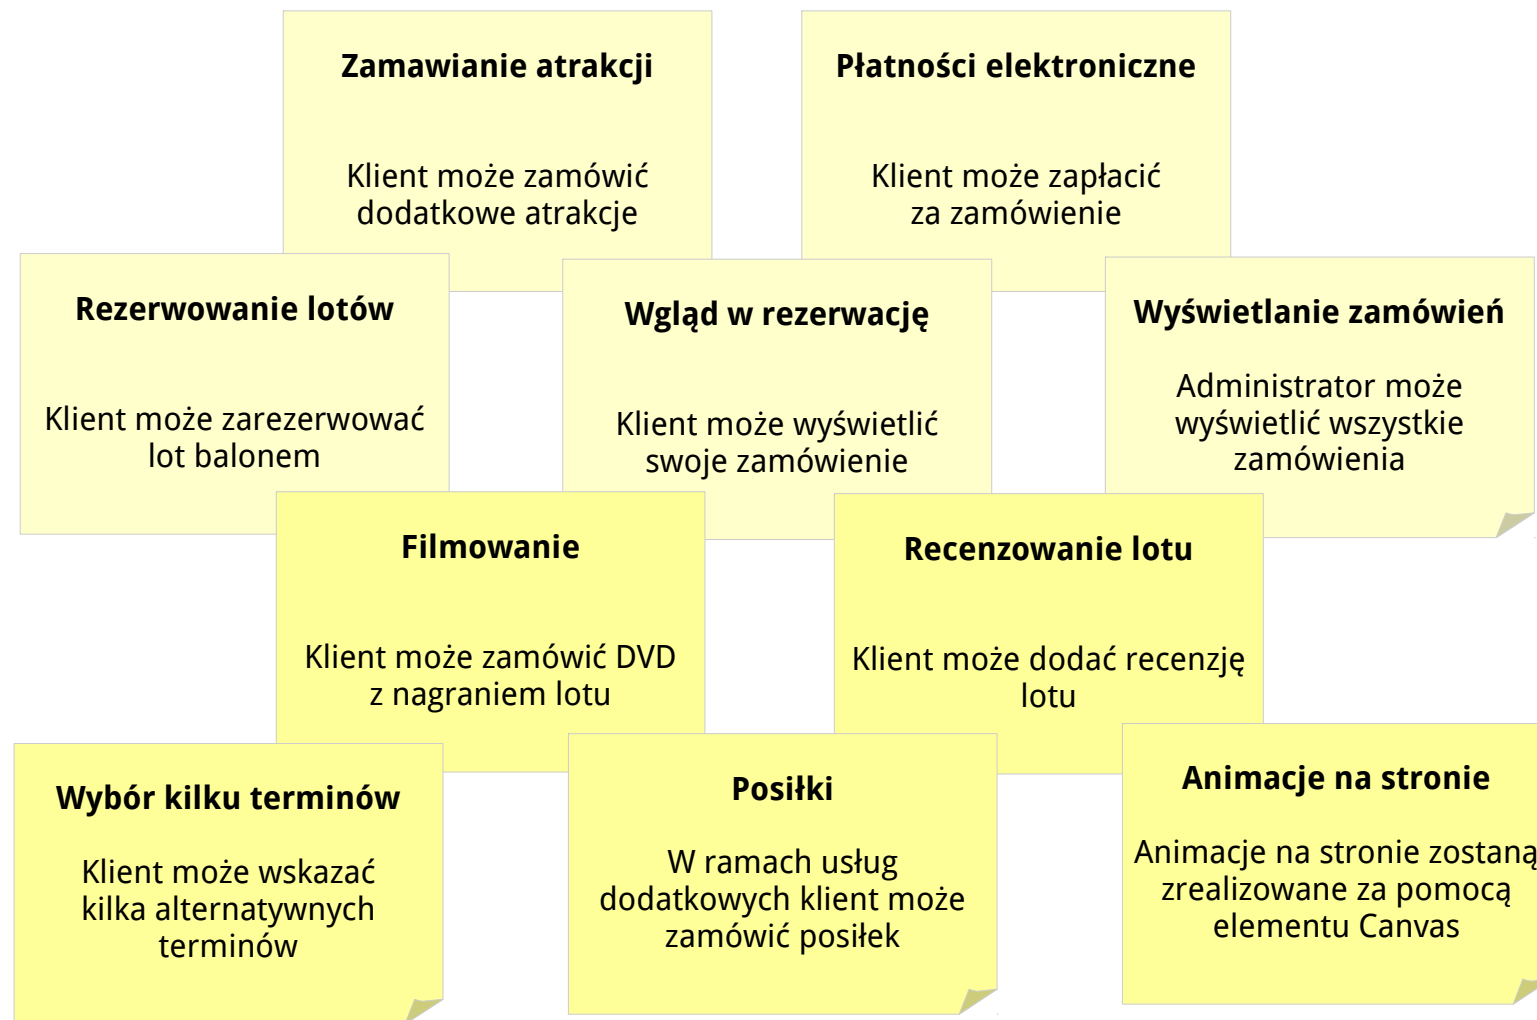 Zamawianie atrakcji
Klient może zamówić
dodatkowe atrakcje
Płatności elektroniczne
Klient może zapłacić
za zamówienie
Rezerwowanie lotów
Klient może zarezerwować
lot balonem
Wgląd w rezerwację
Klient może wyświetlić
swoje zamówienie
Wyświetlanie zamówień
Administrator może
wyświetlić wszystkie
zamówienia
Filmowanie
Klient może zamówić DVD
z nagraniem lotu
Recenzowanie lotu
Klient może dodać recenzję
lotu
Wybór kilku terminów
Klient może wskazać
kilka alternatywnych
terminów
Posiłki
W ramach usług
dodatkowych klient może
zamówić posiłek
Animacje na stronie
Animacje na stronie zostaną
zrealizowane za pomocą
elementu Canvas